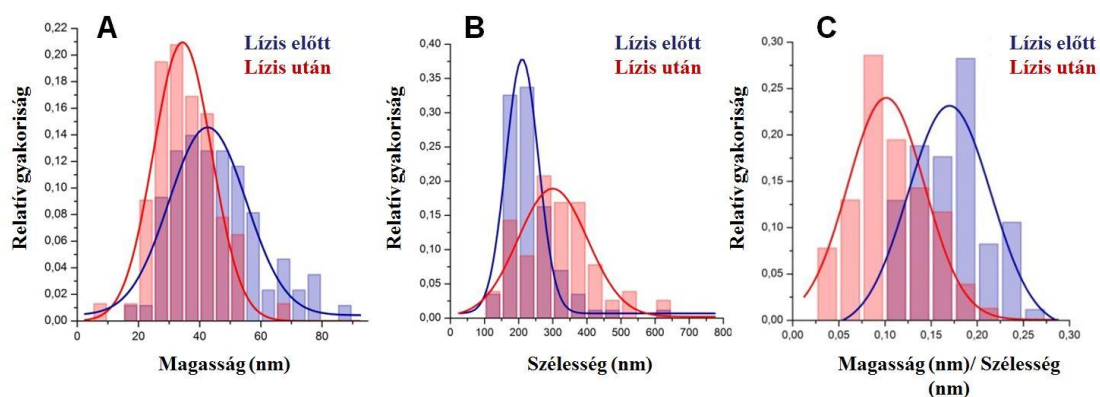 A
Lízis előtt
Lízis után
Relatív gyakoriság
0,22
0,20
0,18
0,16
0,14
0,12
0,10
0,08
0,06
0,04
0,02
0,00
0 20 40 60 80
Magasság (nm)
B
Lízis előtt
Lízis után
Relatív gyakoriság
0,40
0,35
0,30
0,25
0,20
0,15
0,10
0,05
0,00
0 100 200 300 400 500 600 700 800
Szélesség (nm)
C
Lízis előtt
Lízis után
Relatív gyakoriság
0,30
0,25
0,20
0,15
0,10
0,05
0,00
0,00 0,05 0,10 0,15 0,20 0,25 0,30
Magasság (nm)/ Szélesség
(nm)